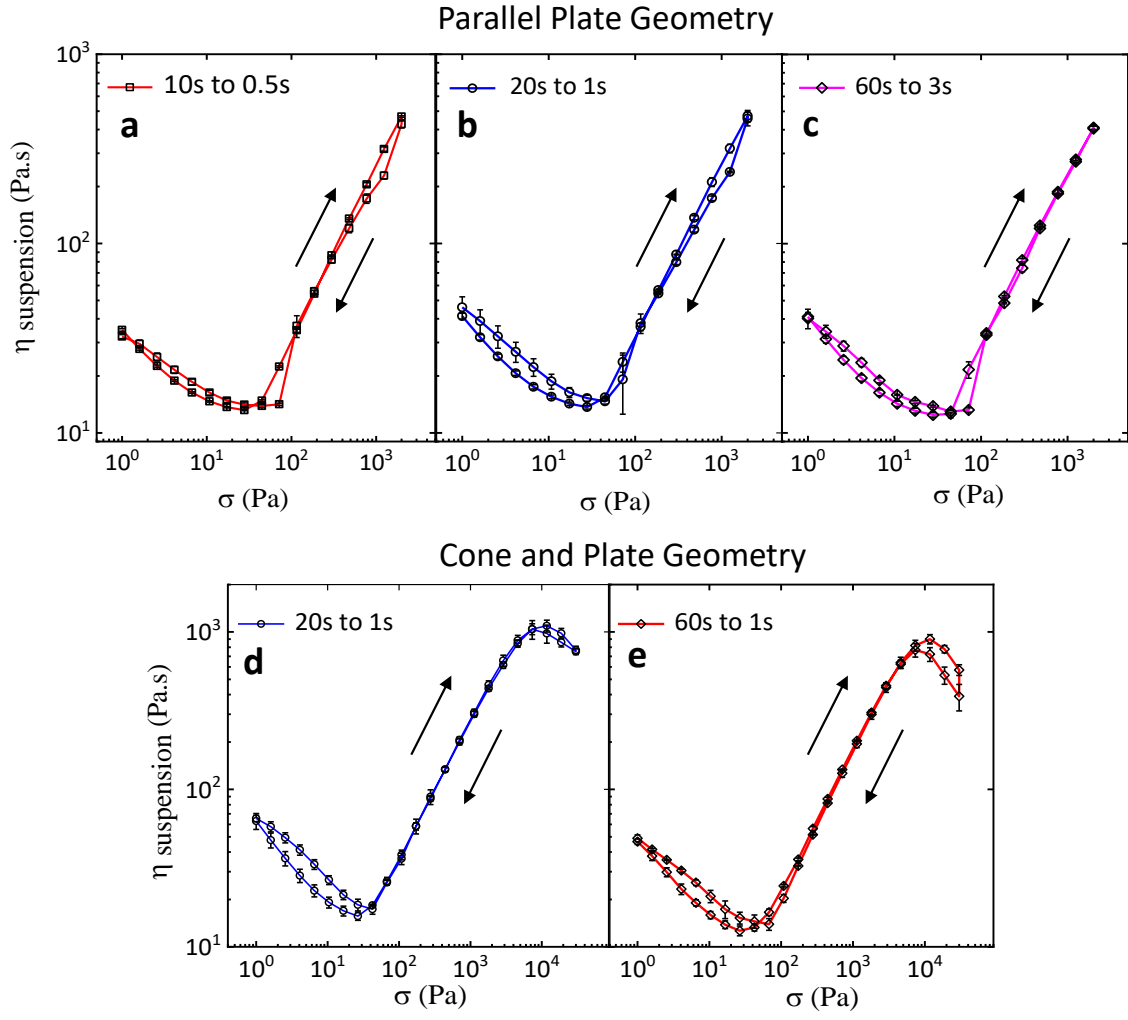 Parallel Plate Geometry
10s to 0.5s
20s to 1s
60s to 3s
a
b
c
η suspension (Pa.s)
10³
10²
10¹
10⁰ 10¹ 10² 10³
10⁰ 10¹ 10² 10³
10⁰ 10¹ 10² 10³
σ (Pa)
σ (Pa)
σ (Pa)
Cone and Plate Geometry
20s to 1s
60s to 1s
d
e
η suspension (Pa.s)
10³
10²
10¹
10⁰ 10¹ 10² 10³ 10⁴
10⁰ 10¹ 10² 10³ 10⁴
σ (Pa)
σ (Pa)